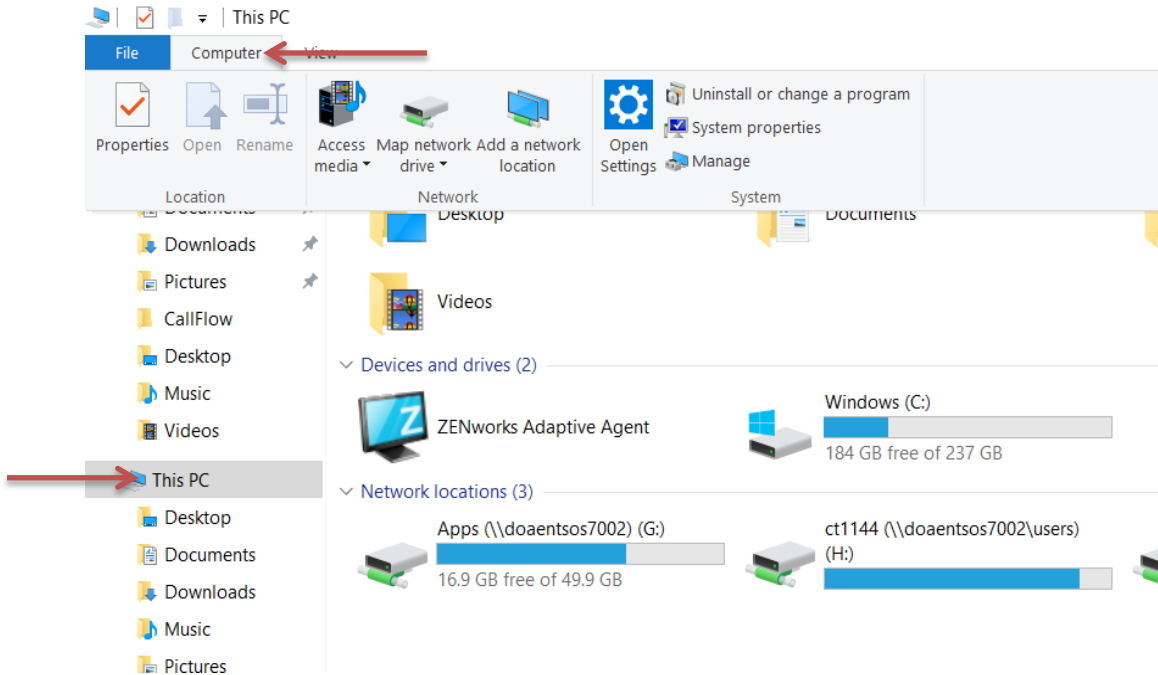 This PC
File Computer View
Properties Open Rename Access media Map network drive Add a network location Open Settings
Uninstall or change a program
System properties
Manage
Location Network System
Documents
Downloads
Pictures
CallFlow
Desktop
Music
Videos
This PC
Desktop
Documents
Downloads
Music
Pictures
Desktop
Documents
Videos
Devices and drives (2)
Z
ZENworks Adaptive Agent
Windows (C:)
184 GB free of 237 GB
Network locations (3)
Apps (\\doaentsos7002) (G:)
16.9 GB free of 49.9 GB
ct1144 (\\doaentsos7002\users)
(H:)